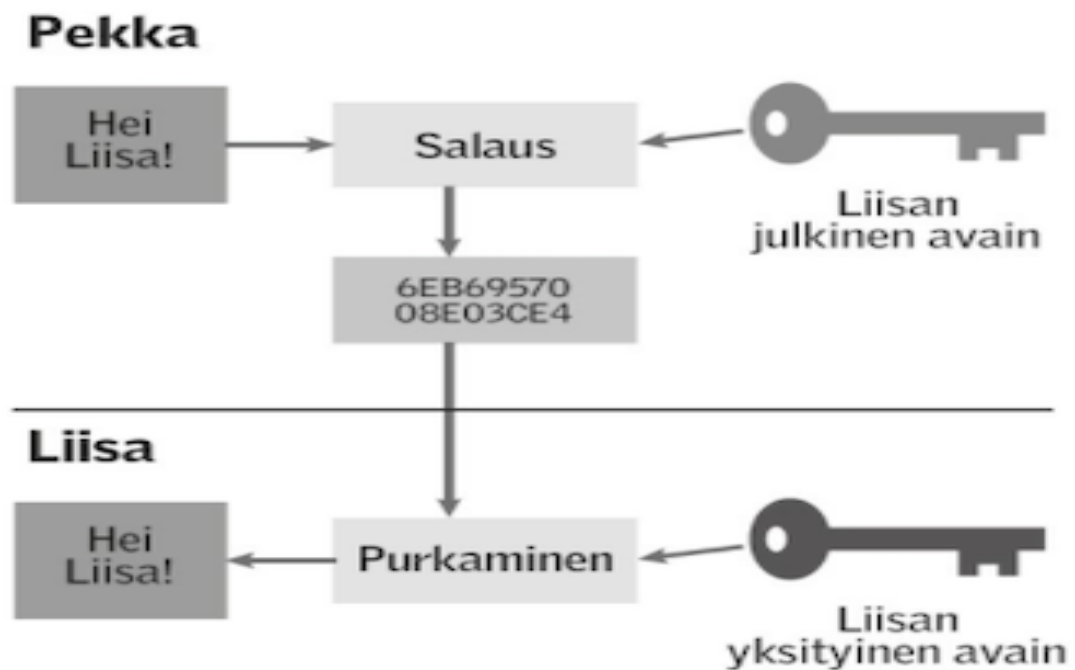 Pekka
Hei
Liisa!
Salaus
Liisan
julkinen avain
6EB69570
08E03CE4
Liisa
Hei
Liisa!
Purkaminen
Liisan
yksityinen avain